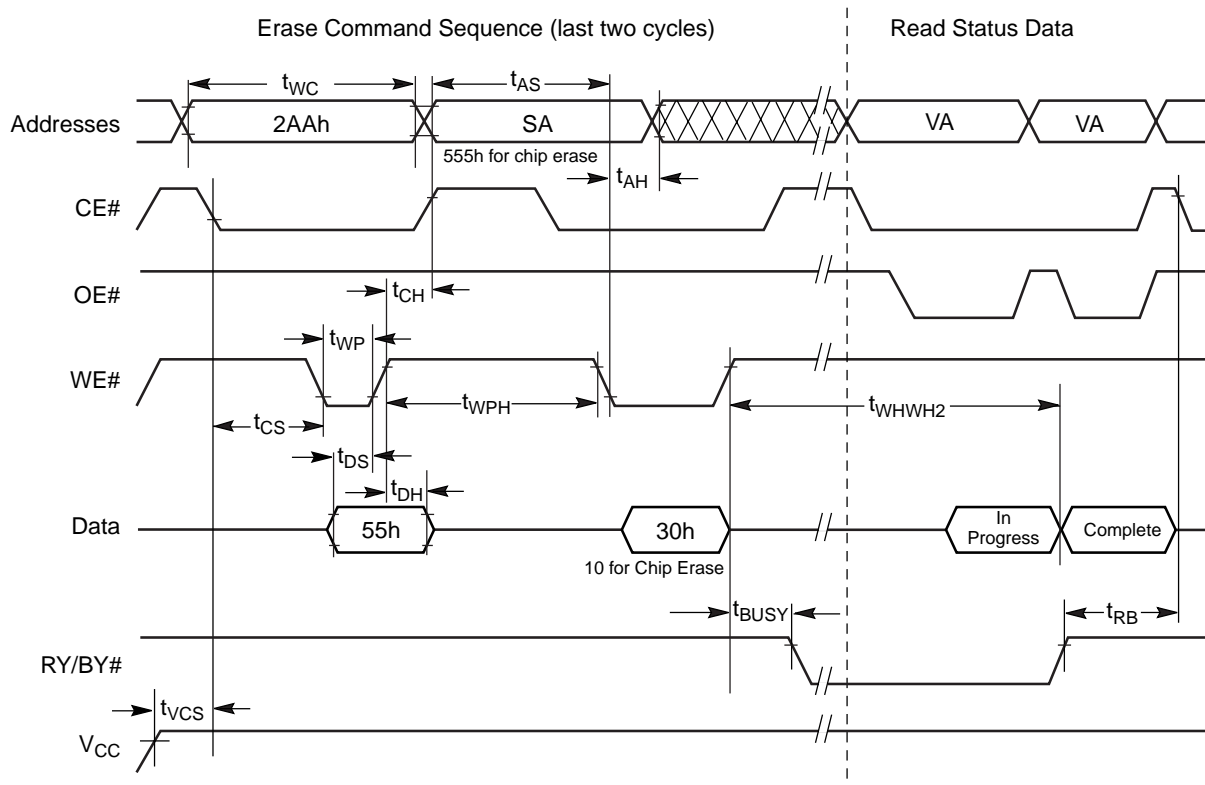 Erase Command Sequence (last two cycles)
Read Status Data
tWC
tAS
Addresses
2AAh
SA
VA
VA
555h for chip erase
tAH
CE#
OE#
tCH
tWP
WE#
tWPH
tWHWH2
tCS
tDS
tDH
Data
55h
30h
In
Progress
Complete
10 for Chip Erase
tBUSY
tRB
RY/BY#
tVCS
VCC